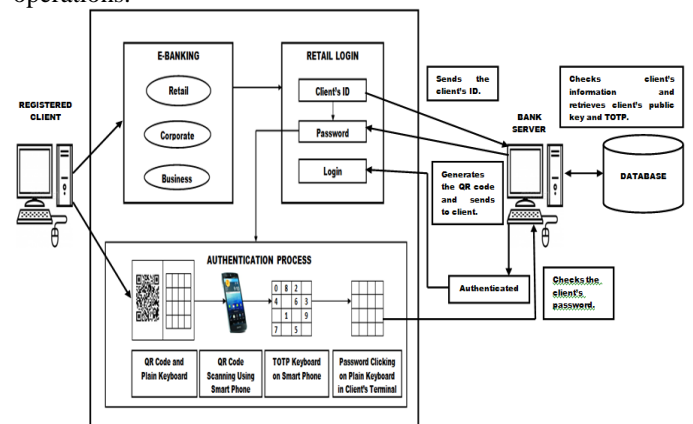 operations.
E-BANKING
Retail
Corporate
Business
RETAIL LOGIN
Client's ID
Password
Login
Sends the
client's ID.
Checks client's
information and
retrieves client's public
key and TOTP.
REGISTERED
CLIENT
BANK
SERVER
DATABASE
Generates
the QR code
and sends
to client.
Authenticated
Checks the
client's
password.
AUTHENTICATION PROCESS
0 8 2
4 6 3
1 9
7 5
QR Code and
Plain Keyboard
QR Code
Scanning Using
Smart Phone
TOTP Keyboard
on Smart Phone
Password Clicking
on Plain Keyboard
in Client's Terminal